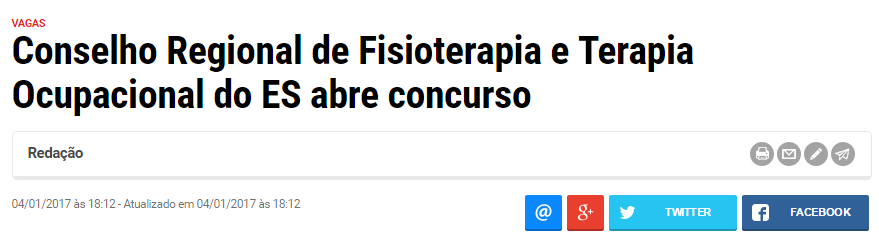 VAGAS
Conselho Regional de Fisioterapia e Terapia
Ocupacional do ES abre concurso
Redação
04/01/2017 às 18:12 - Atualizado em 04/01/2017 às 18:12
@ g+ TWITTER FACEBOOK